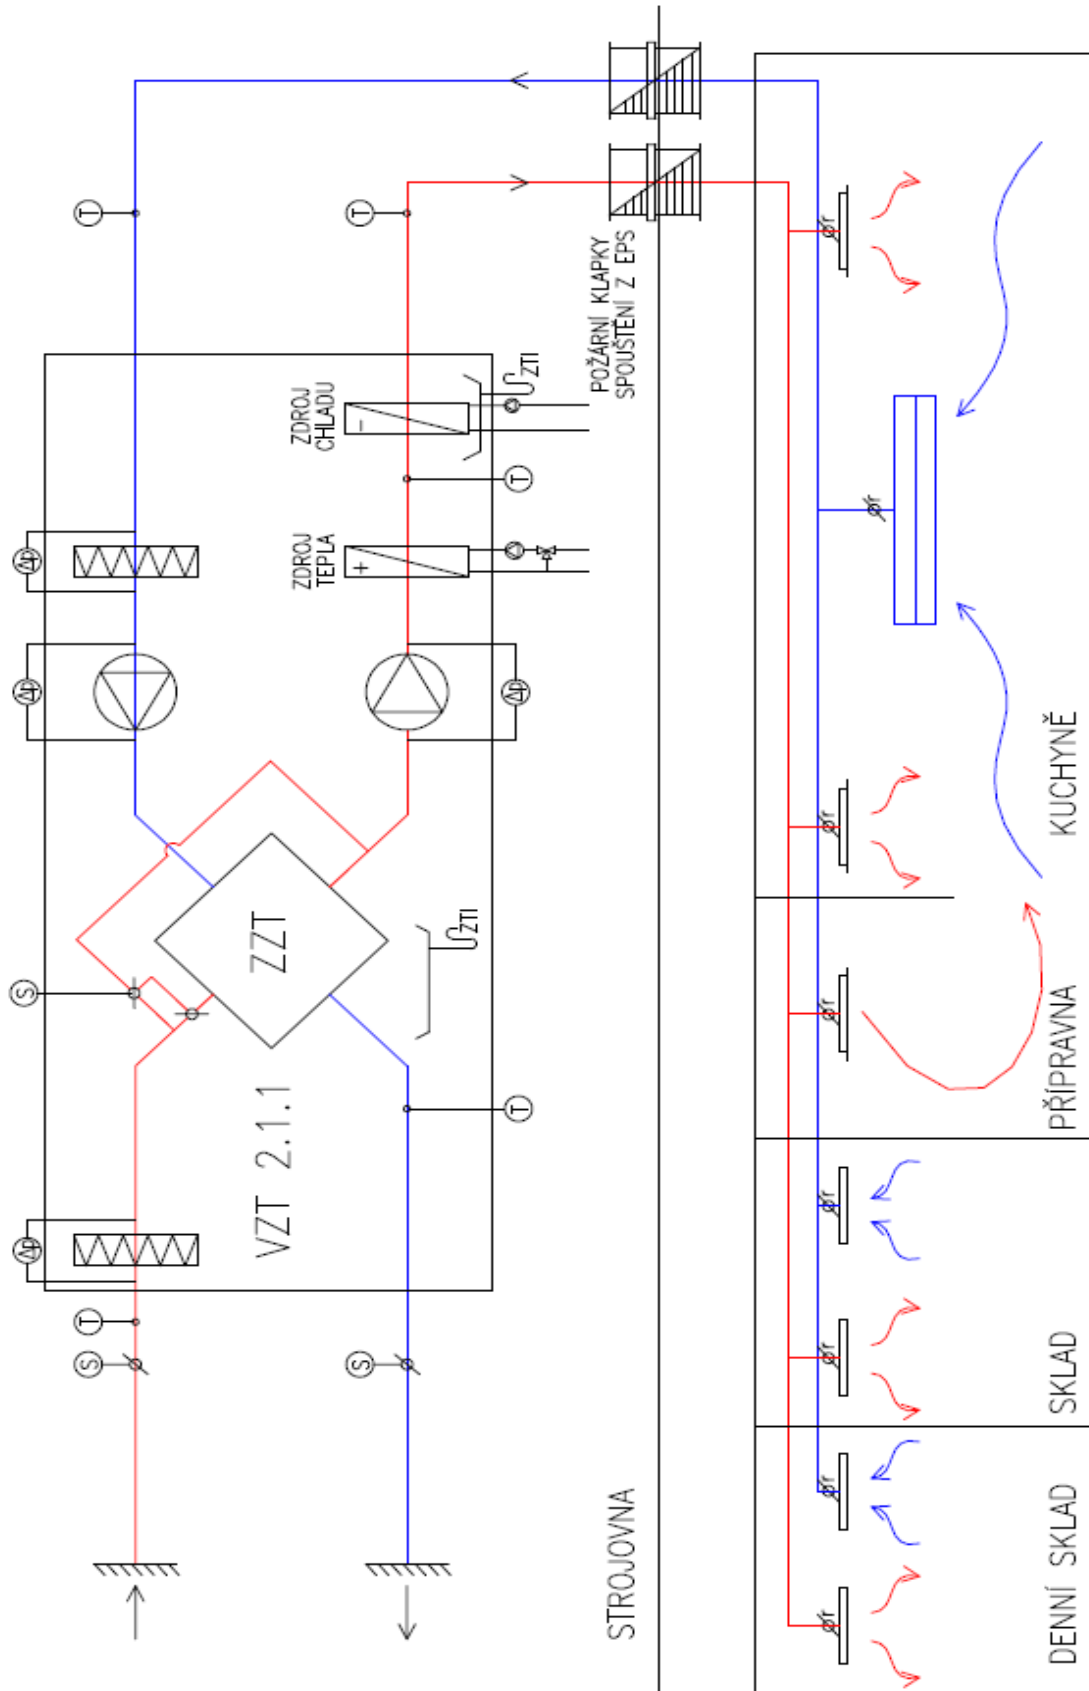 Δp
S
Δp
Δp
S
T
T
VZT 2.1.1
ZZT
ZDROJ
TEPLA
ZDROJ
CHLADU
S
+
-
T
ZTI
T
Δp
T
ZTI
POŽÁRNÍ KLAPKY
SPOUŠTĚNÍ Z EPS
STROJOVNA
r
r
r
r
r
r
r
r
DENNÍ SKLAD
SKLAD
PŘÍPRAVNA
KUCHYNĚ